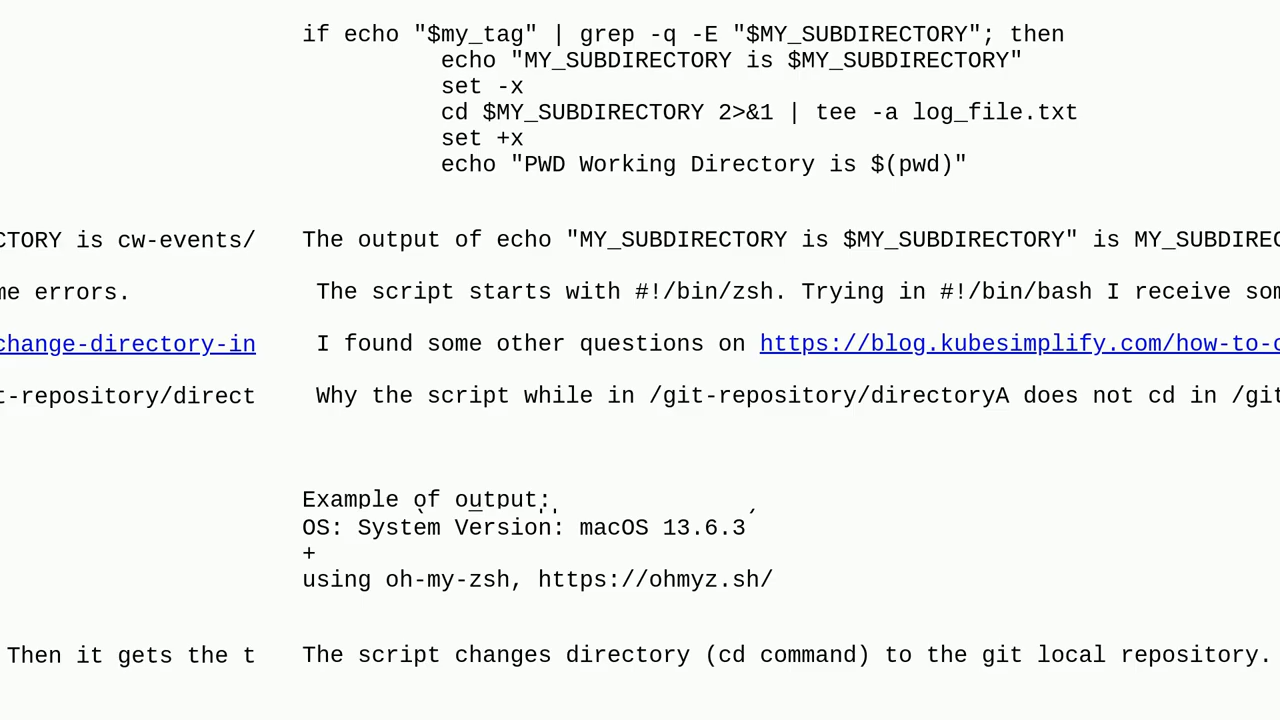 if echo "$my_tag" | grep -q -E "$MY_SUBDIRECTORY"; then
echo "MY_SUBDIRECTORY is $MY_SUBDIRECTORY"
set -x
cd $MY_SUBDIRECTORY 2>&1 | tee -a log_file.txt
set +x
echo "PWD Working Directory is $(pwd)"
CTORY is cw-events/ The output of echo "MY_SUBDIRECTORY is $MY_SUBDIRECTORY" is MY_SUBDIREC
me errors. The script starts with #!/bin/zsh. Trying in #!/bin/bash I receive som
change-directory-in I found some other questions on https://blog.kubesimplify.com/how-to-c
t-repository/direct Why the script while in /git-repository/directoryA does not cd in /git
Example of output:
OS: System Version: macOS 13.6.3
+
using oh-my-zsh, https://ohmyz.sh/
Then it gets the t The script changes directory (cd command) to the git local repository.